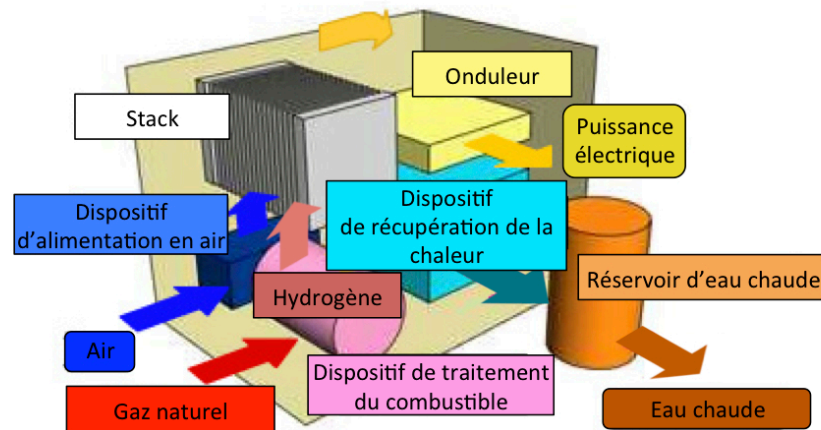 Onduleur
Stack
Puissance
électrique
Dispositif
d'alimentation en air
Dispositif
de récupération de la
chaleur
Réservoir d'eau chaude
Hydrogène
Air
Dispositif de traitement
du combustible
Gaz naturel
Eau chaude